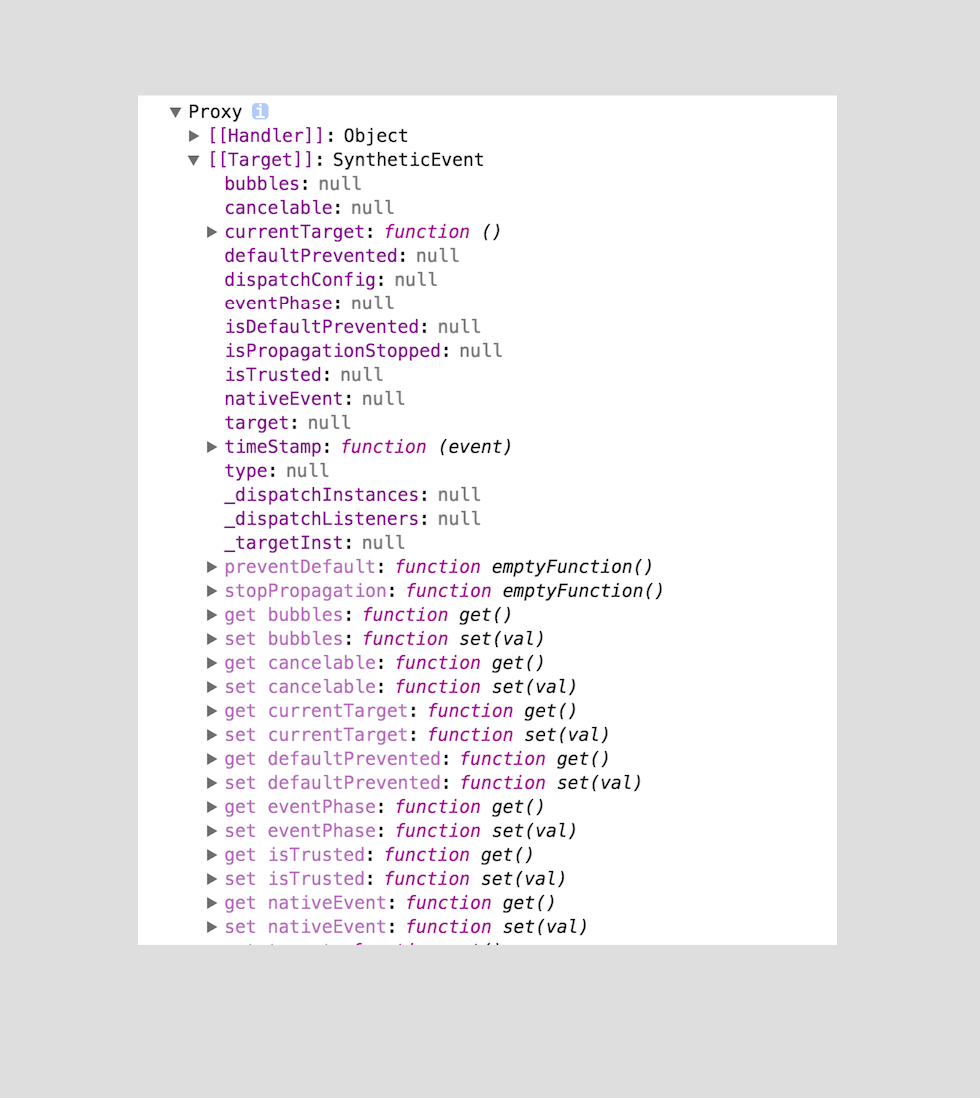 Proxy i
[[Handler]]: Object
[[Target]]: SyntheticEvent
bubbles: null
cancelable: null
currentTarget: function ()
defaultPrevented: null
dispatchConfig: null
eventPhase: null
isDefaultPrevented: null
isPropagationStopped: null
isTrusted: null
nativeEvent: null
target: null
timeStamp: function (event)
type: null
_dispatchInstances: null
_dispatchListeners: null
_targetInst: null
preventDefault: function emptyFunction()
stopPropagation: function emptyFunction()
get bubbles: function get()
set bubbles: function set(val)
get cancelable: function get()
set cancelable: function set(val)
get currentTarget: function get()
set currentTarget: function set(val)
get defaultPrevented: function get()
set defaultPrevented: function set(val)
get eventPhase: function get()
set eventPhase: function set(val)
get isTrusted: function get()
set isTrusted: function set(val)
get nativeEvent: function get()
set nativeEvent: function set(val)